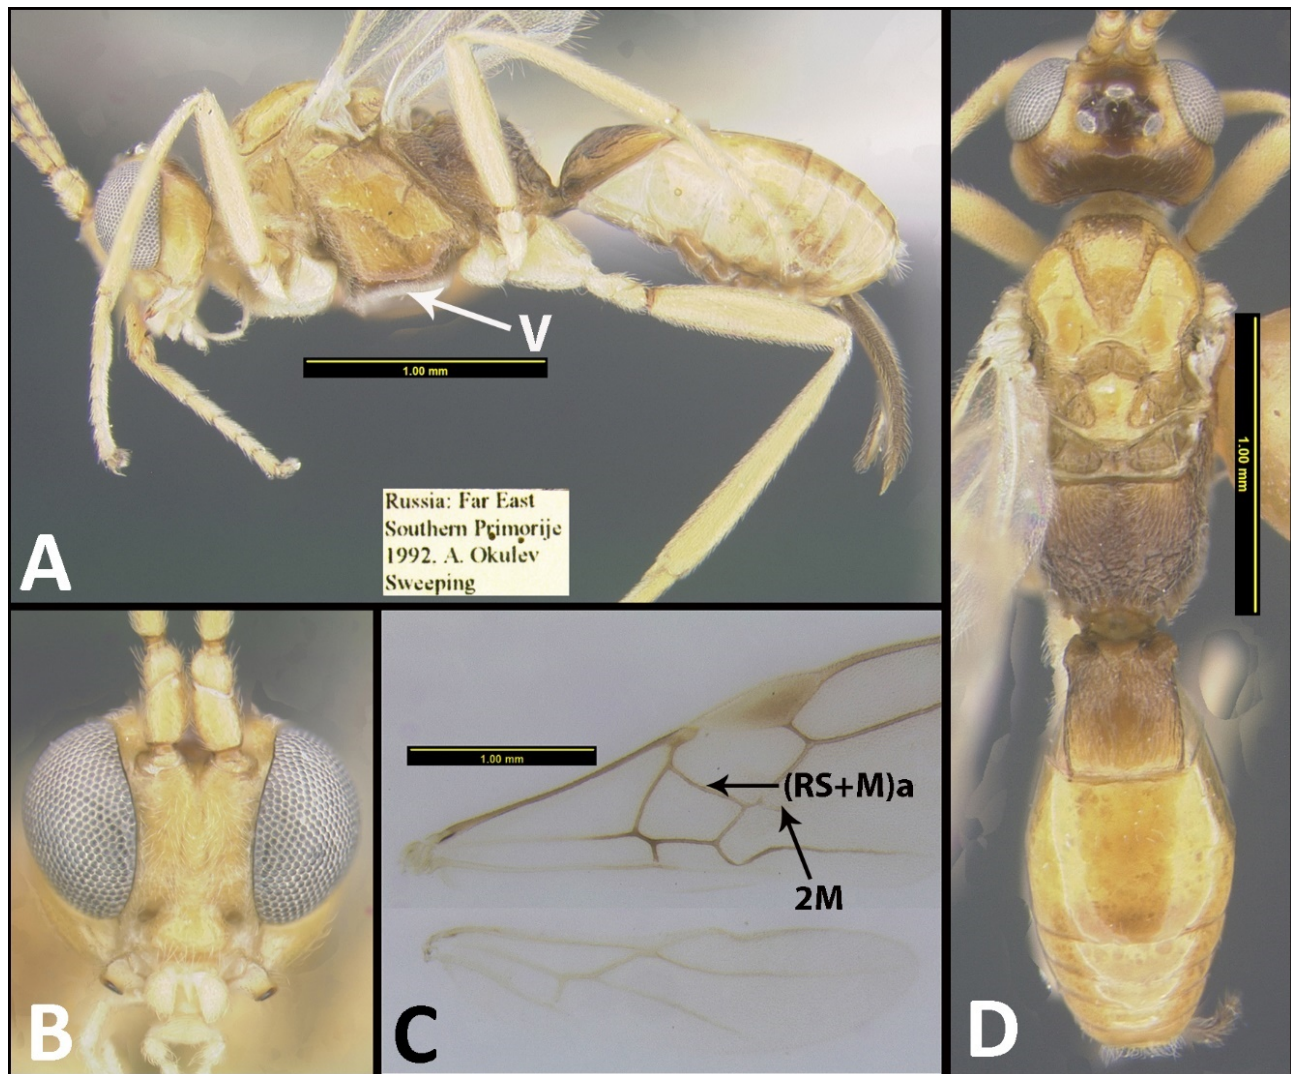 V
1.00 mm
Russia: Far East
Southern Primorije
1992. A. Okulev
Sweeping
A
B
1.00 mm
(RS+M)a
2M
C
1.00 mm
D